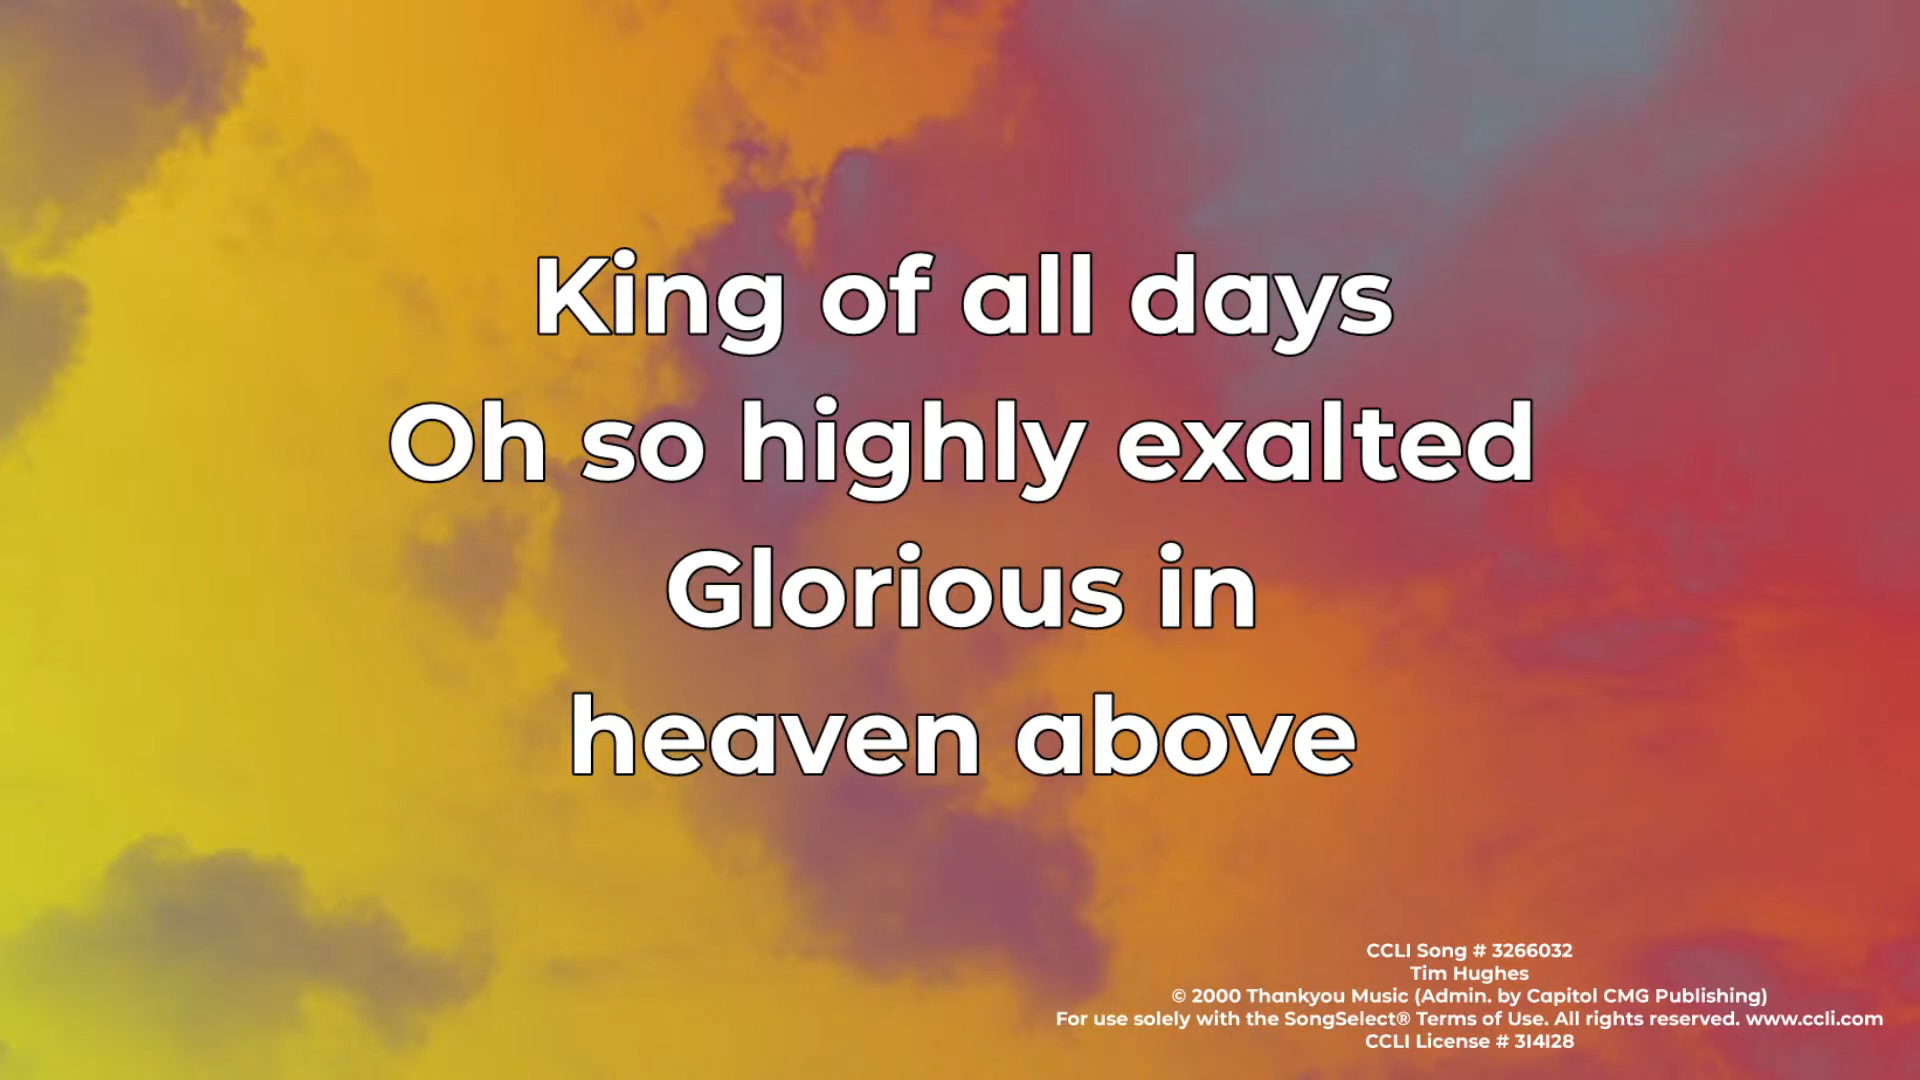 King of all days
Oh so highly exalted
Glorious in
heaven above
CCLI Song # 3266032
Tim Hughes
© 2000 Thankyou Music (Admin. by Capitol CMG Publishing)
For use solely with the SongSelect® Terms of Use. All rights reserved. www.ccli.com
CCLI License # 314128